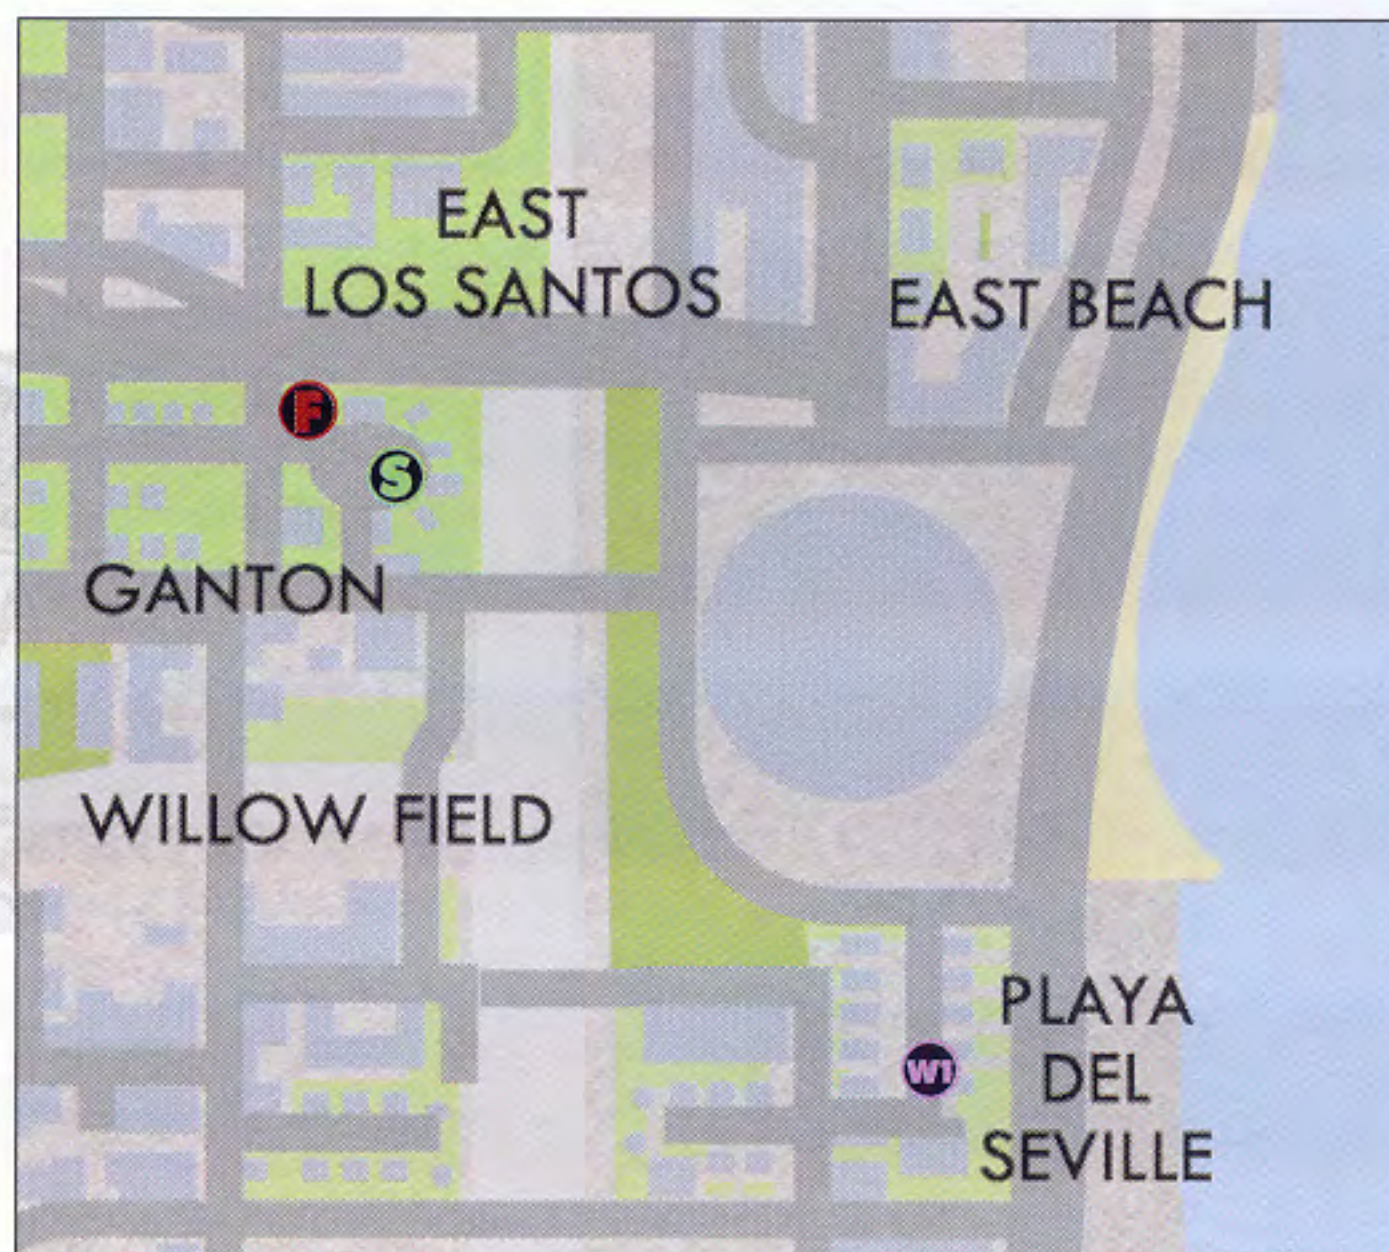 EAST
LOS SANTOS
EAST BEACH
F
S
GANTON
WILLOW FIELD
PLAYA
DEL
SEVILLE
W1